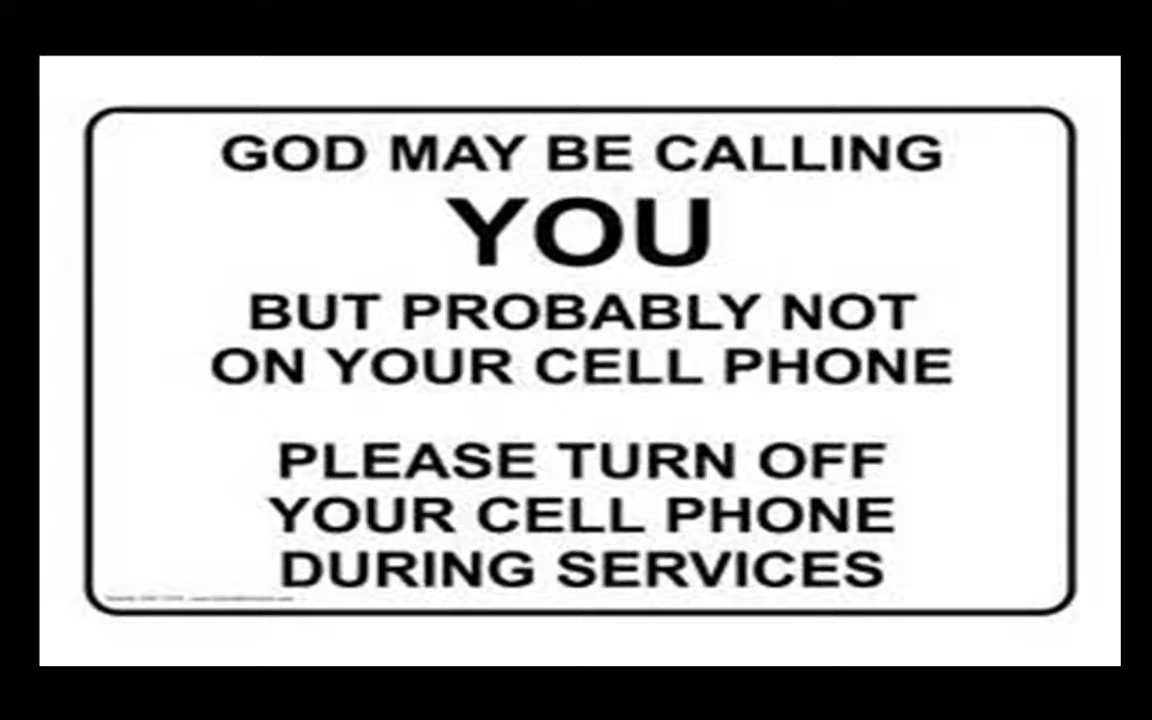 GOD MAY BE CALLING
YOU
BUT PROBABLY NOT
ON YOUR CELL PHONE
PLEASE TURN OFF
YOUR CELL PHONE
DURING SERVICES